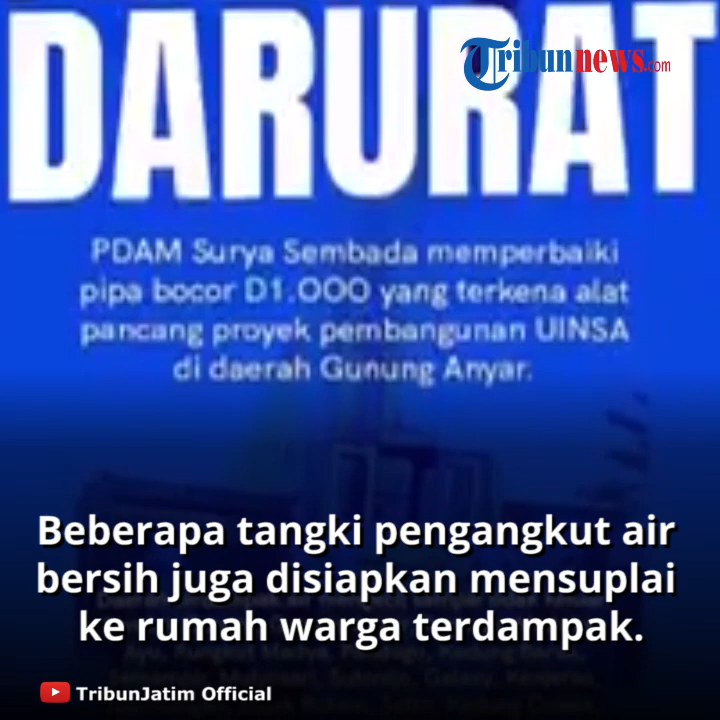 DARURAT
Tribunnews.com
PDAM Surya Sembada memperbaiki
pipa bocor D1.000 yang terkena alat
pancang proyek pembangunan UINSA
di daerah Gunung Anyar.
Beberapa tangki pengangkut air
bersih juga disiapkan mensuplai
ke rumah warga terdampak.
TribunJatim Official